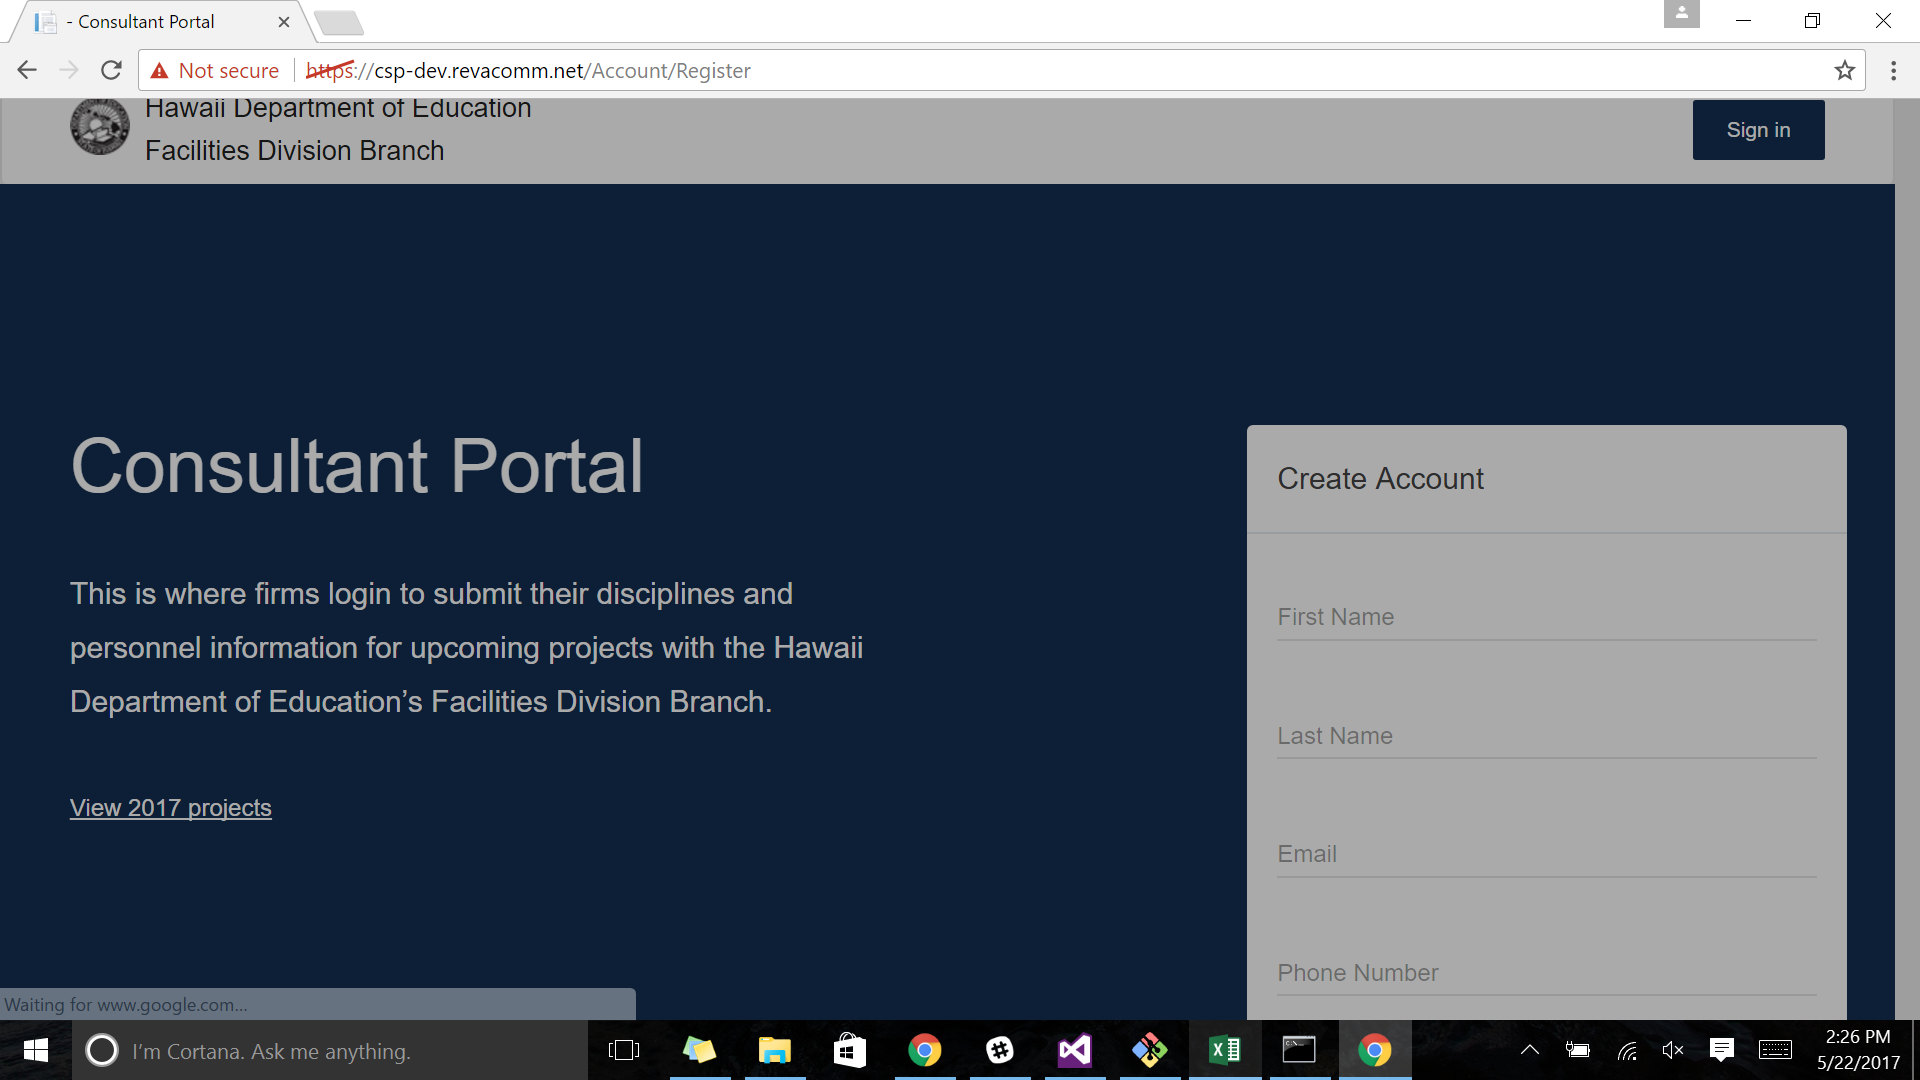 - Consultant Portal
Not secure
https://csp-dev.revacomm.net/Account/Register
Hawaii Department of Education
Facilities Division Branch
Sign in
Consultant Portal
This is where firms login to submit their disciplines and
personnel information for upcoming projects with the Hawaii
Department of Education’s Facilities Division Branch.
View 2017 projects
Create Account
First Name
Last Name
Email
Phone Number
Waiting for www.google.com...
I'm Cortana. Ask me anything.
2:26 PM
5/22/2017